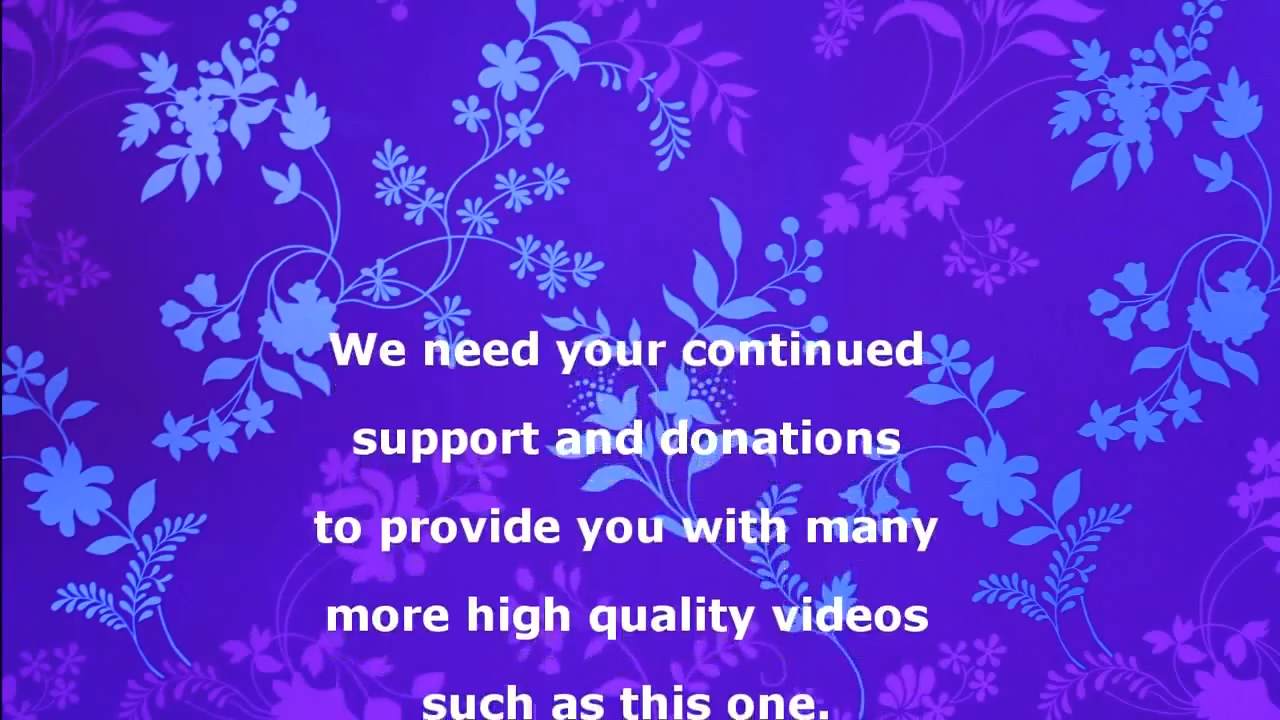 We need your continued
support and donations
to provide you with many
more high quality videos
such as this one.